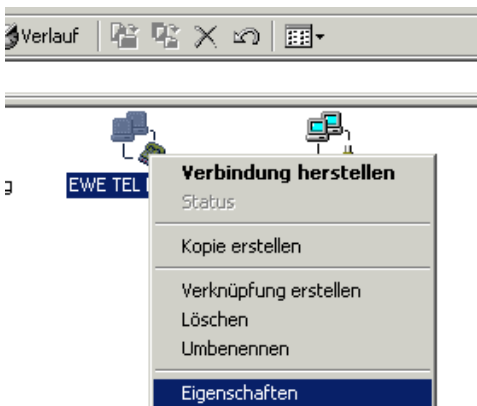 Verlauf
EWE TEL
Verbindung herstellen
Status
Kopie erstellen
Verknüpfung erstellen
Löschen
Umbenennen
Eigenschaften